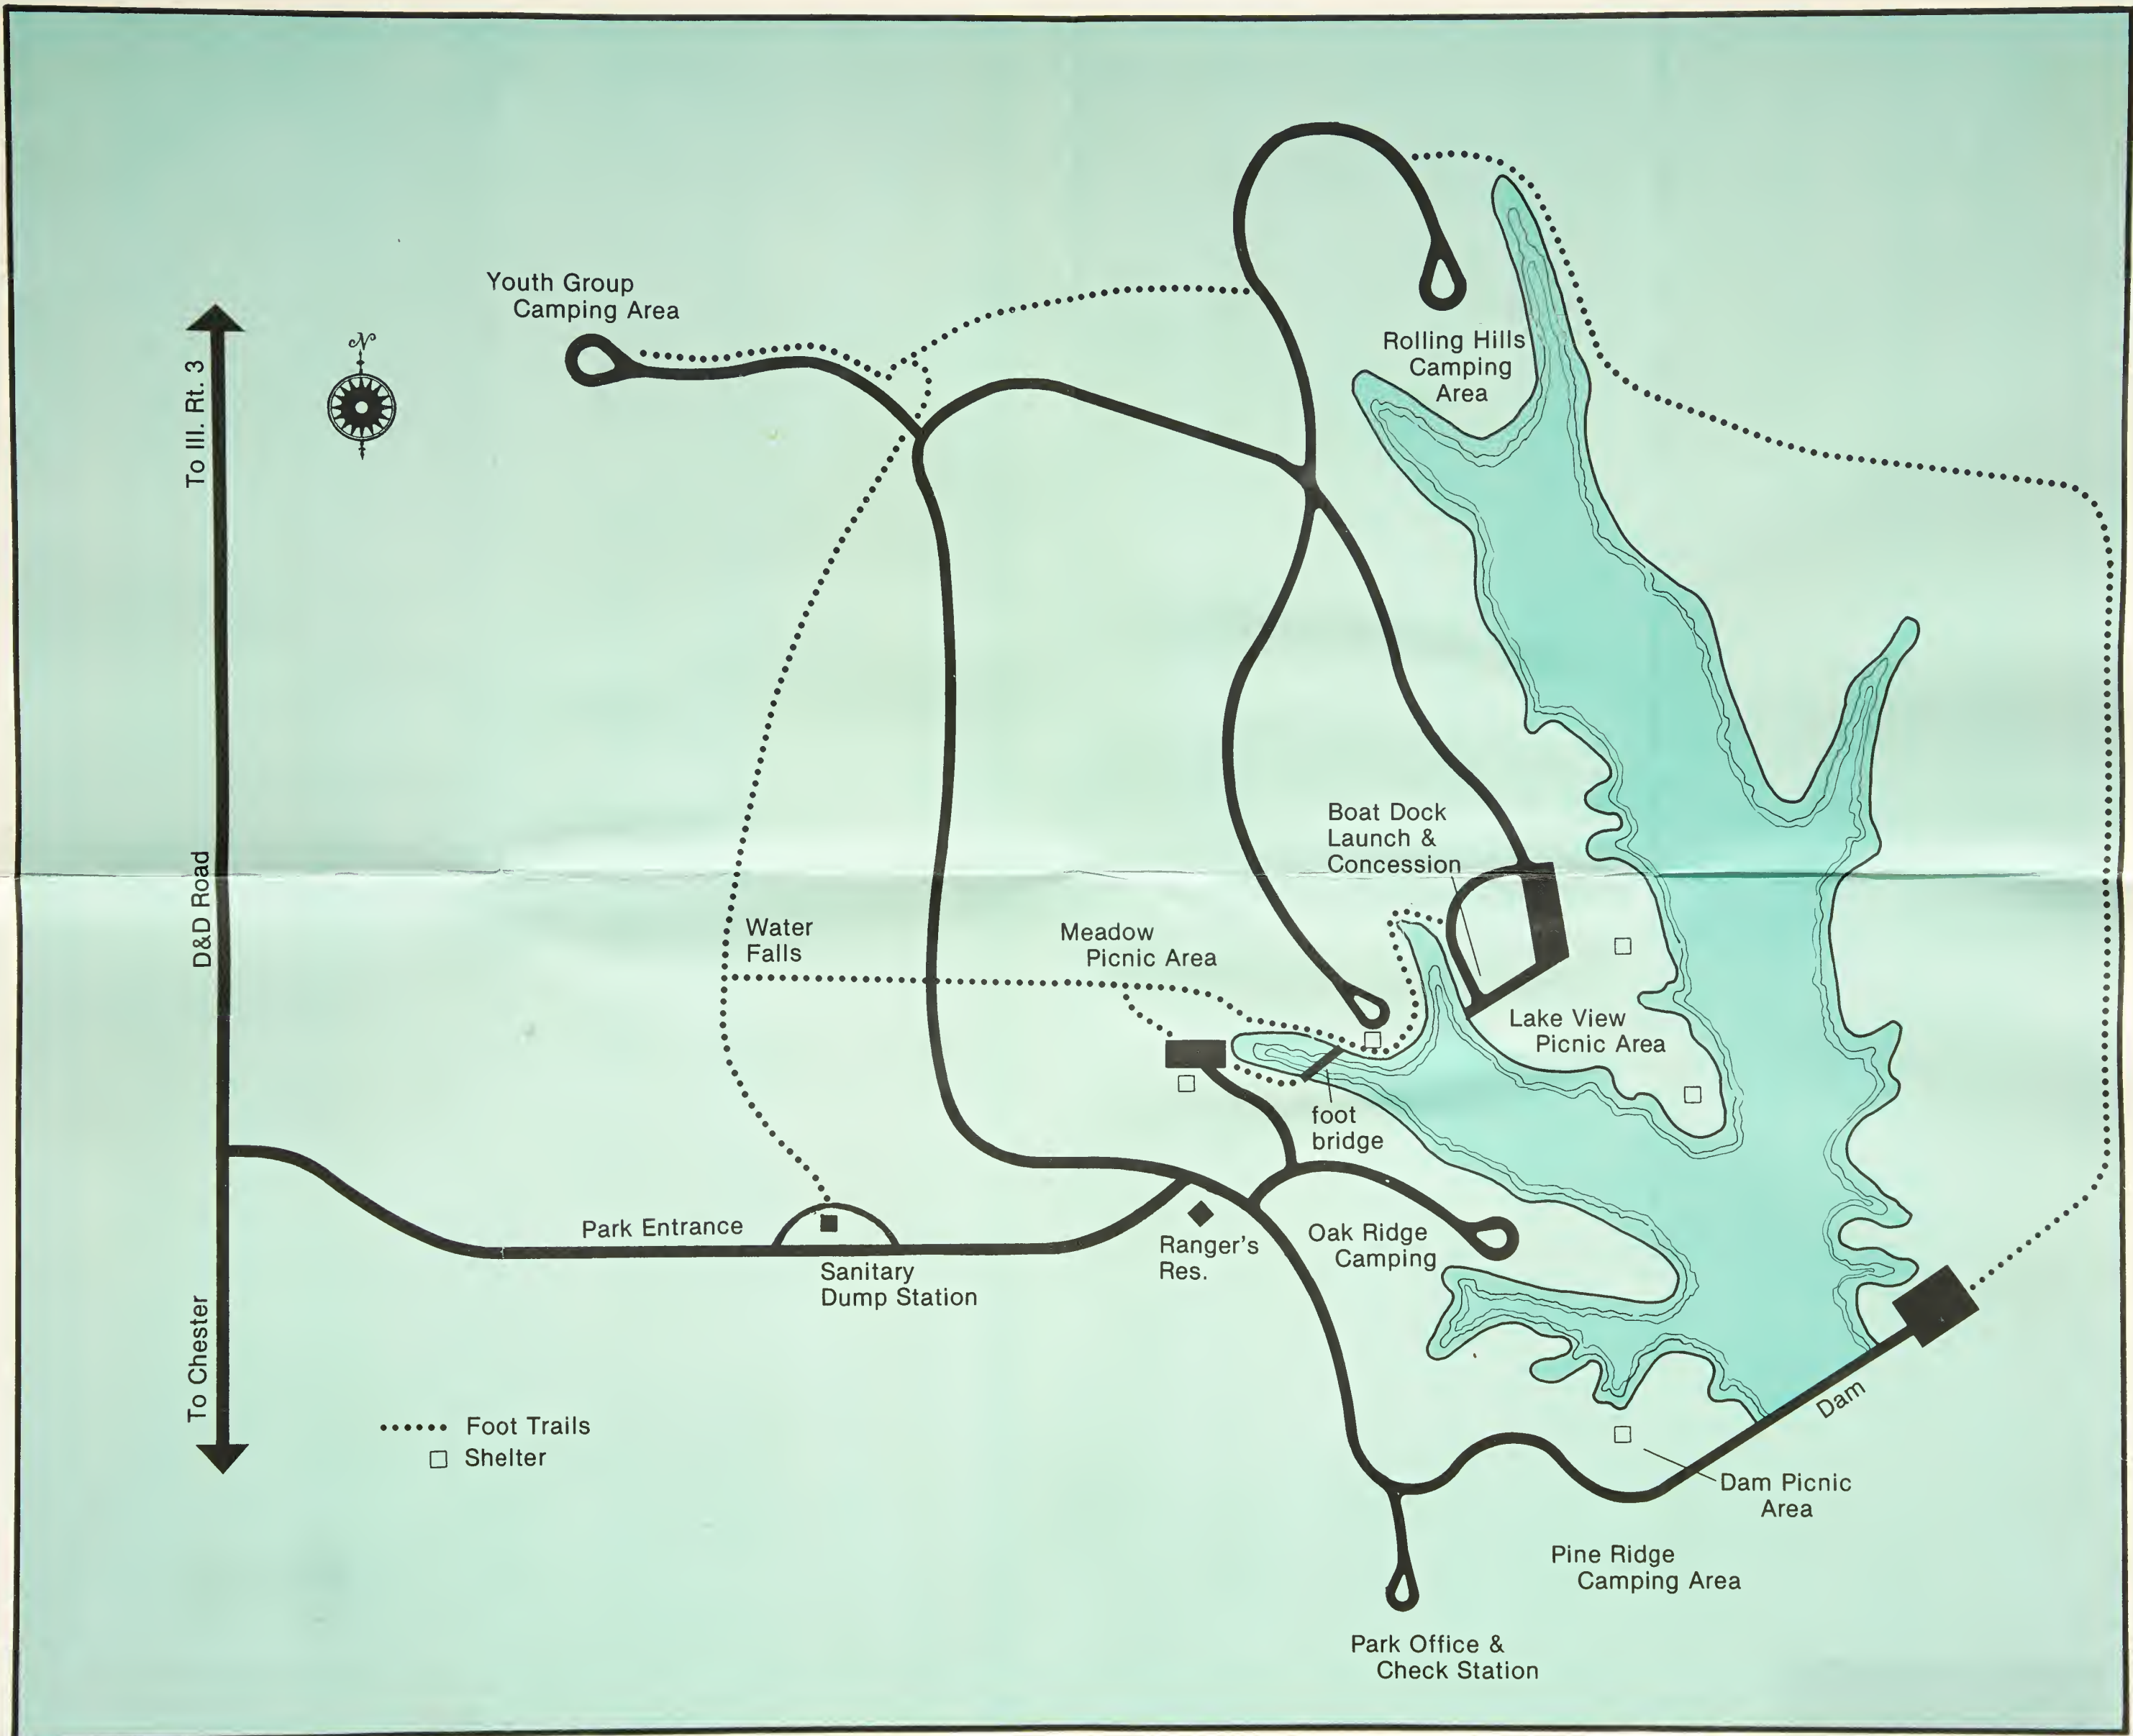 Youth Group
Camping Area
N
To Ill. Rt. 3
Rolling Hills
Camping
Area
D&D Road
Boat Dock
Launch &
Concession
Water
Falls
Meadow
Picnic Area
Lake View
Picnic Area
foot
bridge
Park Entrance
Sanitary
Dump Station
Ranger's
Res.
Oak Ridge
Camping
To Chester
Foot Trails
Shelter
Dam
Dam Picnic
Area
Pine Ridge
Camping Area
Park Office &
Check Station